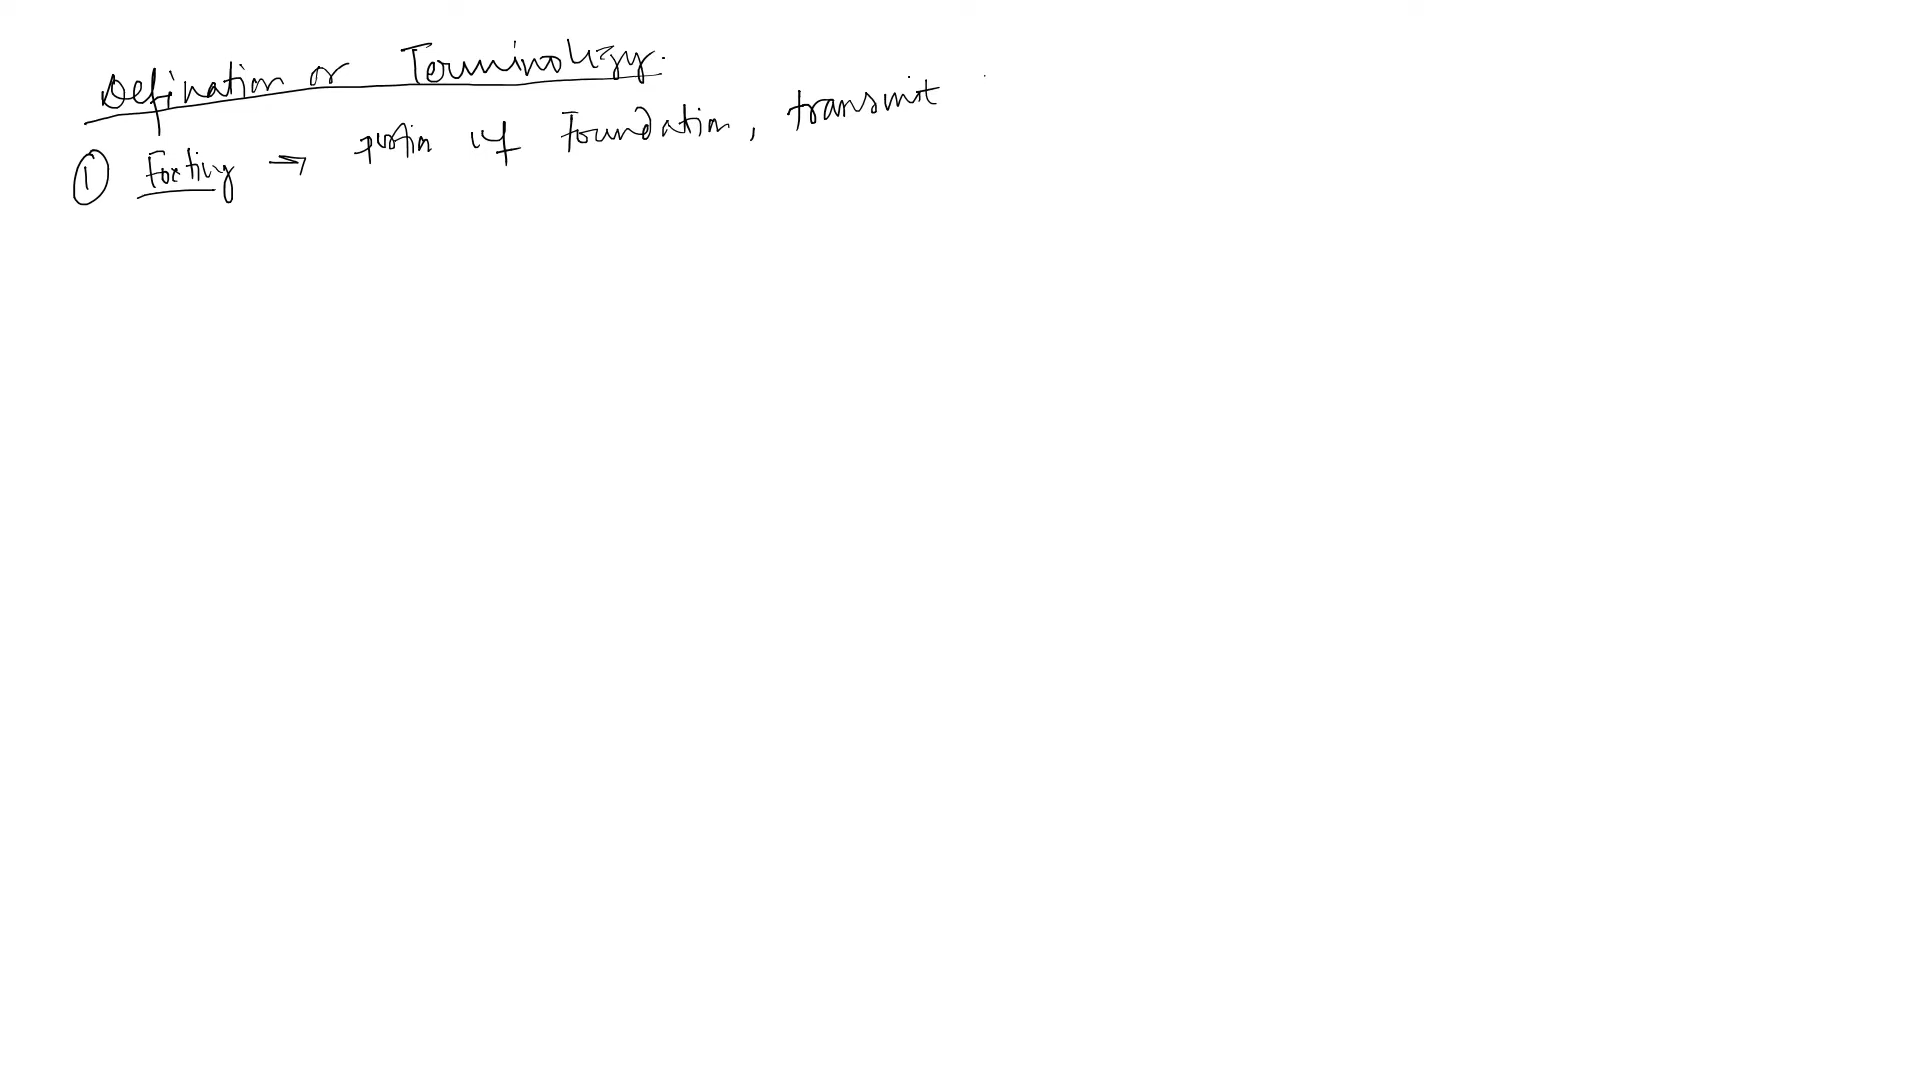 Defination or Terminology.
① Footing → portion of Foundation, transmit